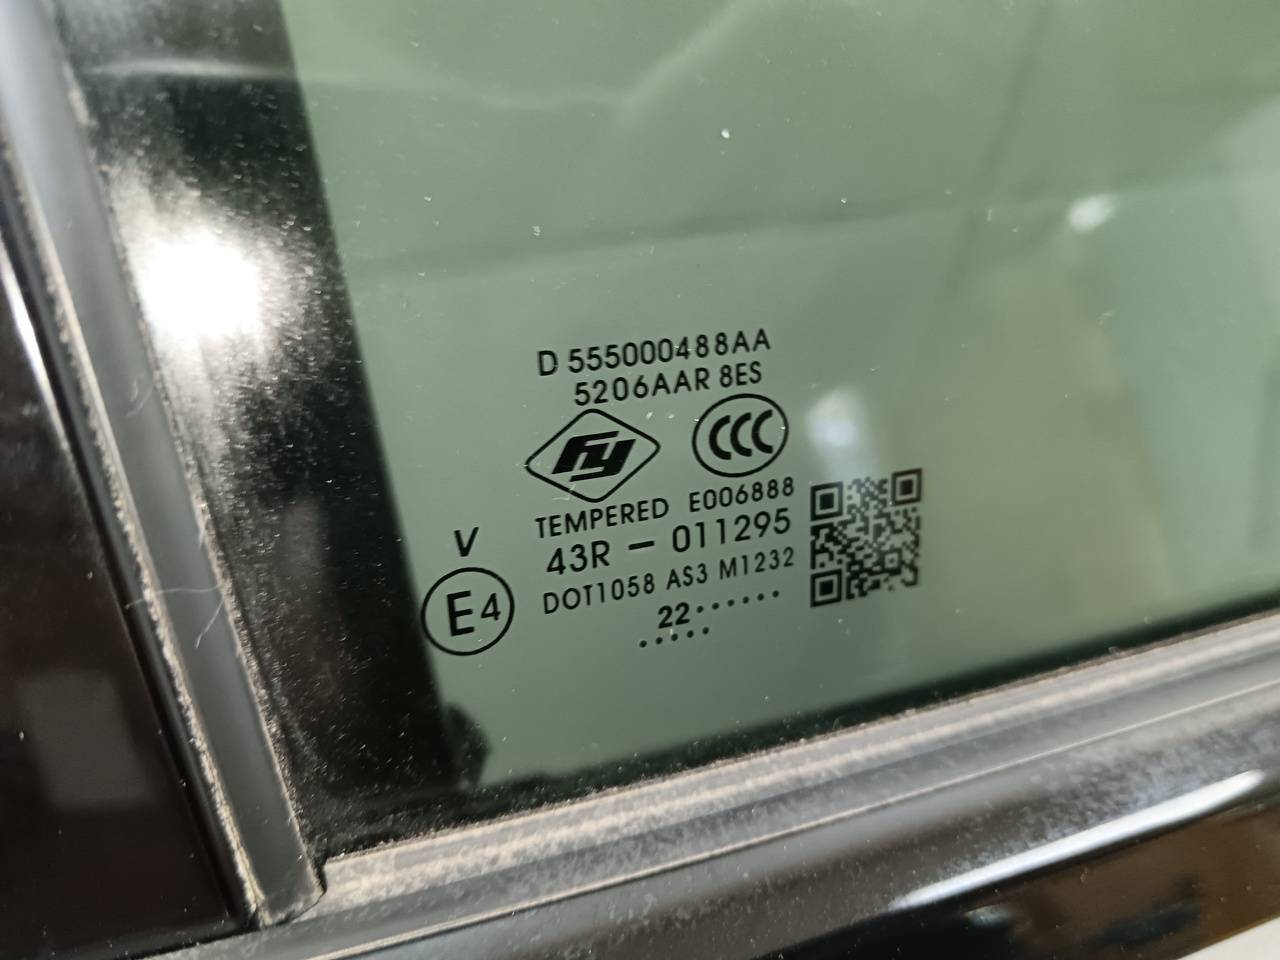 D 555000488AA
5206AAR 8ES
FY CCC
TEMPERED E006888
V 43R – 011295
E4 DOT1058 AS3 M1232
22······
·····